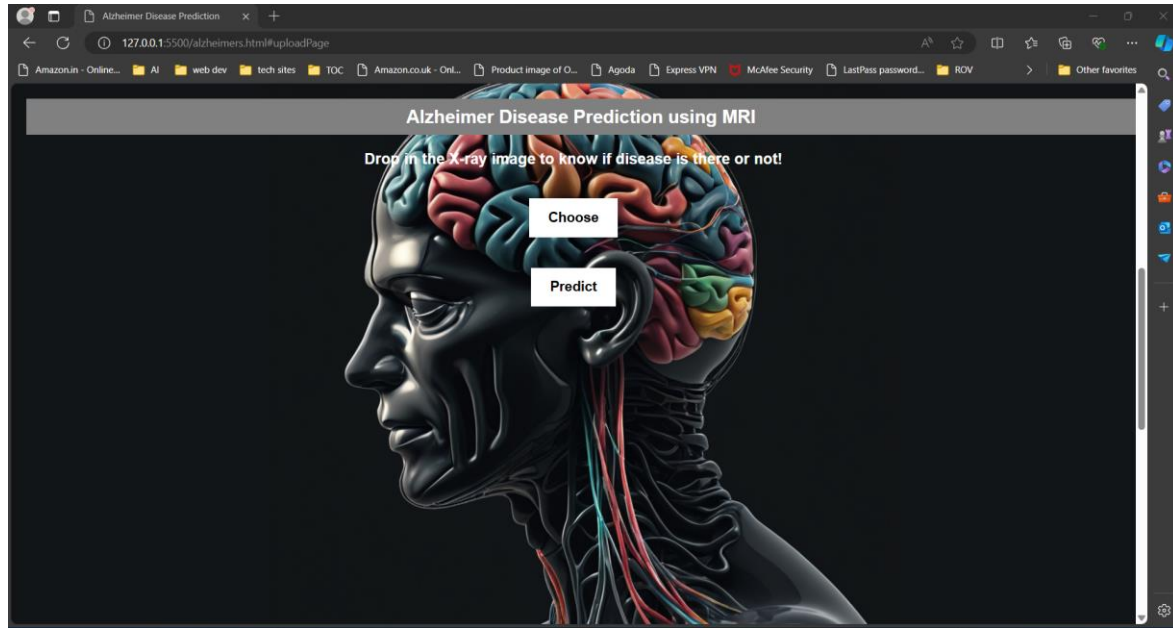 Alzheimer Disease Prediction
127.0.0.1:5500/alzheimers.html#uploadPage
Amazon.in - Online... AI web dev tech sites TOC Amazon.co.uk - Onl... Product image of O... Agoda Express VPN McAfee Security LastPass password... ROV Other favorites
Alzheimer Disease Prediction using MRI
Drop in the X-ray image to know if disease is there or not!
Choose
Predict